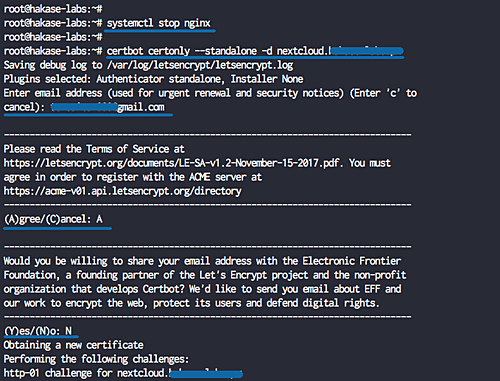 root@hakase-labs:~#
root@hakase-labs:~# systemctl stop nginx
root@hakase-labs:~#
root@hakase-labs:~# certbot certonly --standalone -d nextcloud.
Saving debug log to /var/log/letsencrypt/letsencrypt.log
Plugins selected: Authenticator standalone, Installer None
Enter email address (used for urgent renewal and security notices) (Enter 'c' to
cancel): gmail.com
-------------------------------------------------------------------------------
Please read the Terms of Service at
https://letsencrypt.org/documents/LE-SA-v1.2-November-15-2017.pdf. You must
agree in order to register with the ACME server at
https://acme-v01.api.letsencrypt.org/directory
-------------------------------------------------------------------------------
(A)gree/(C)ancel: A
-------------------------------------------------------------------------------
Would you be willing to share your email address with the Electronic Frontier
Foundation, a founding partner of the Let's Encrypt project and the non-profit
organization that develops Certbot? We'd like to send you email about EFF and
our work to encrypt the web, protect its users and defend digital rights.
-------------------------------------------------------------------------------
(Y)es/(N)o: N
Obtaining a new certificate
Performing the following challenges:
http-01 challenge for nextcloud.